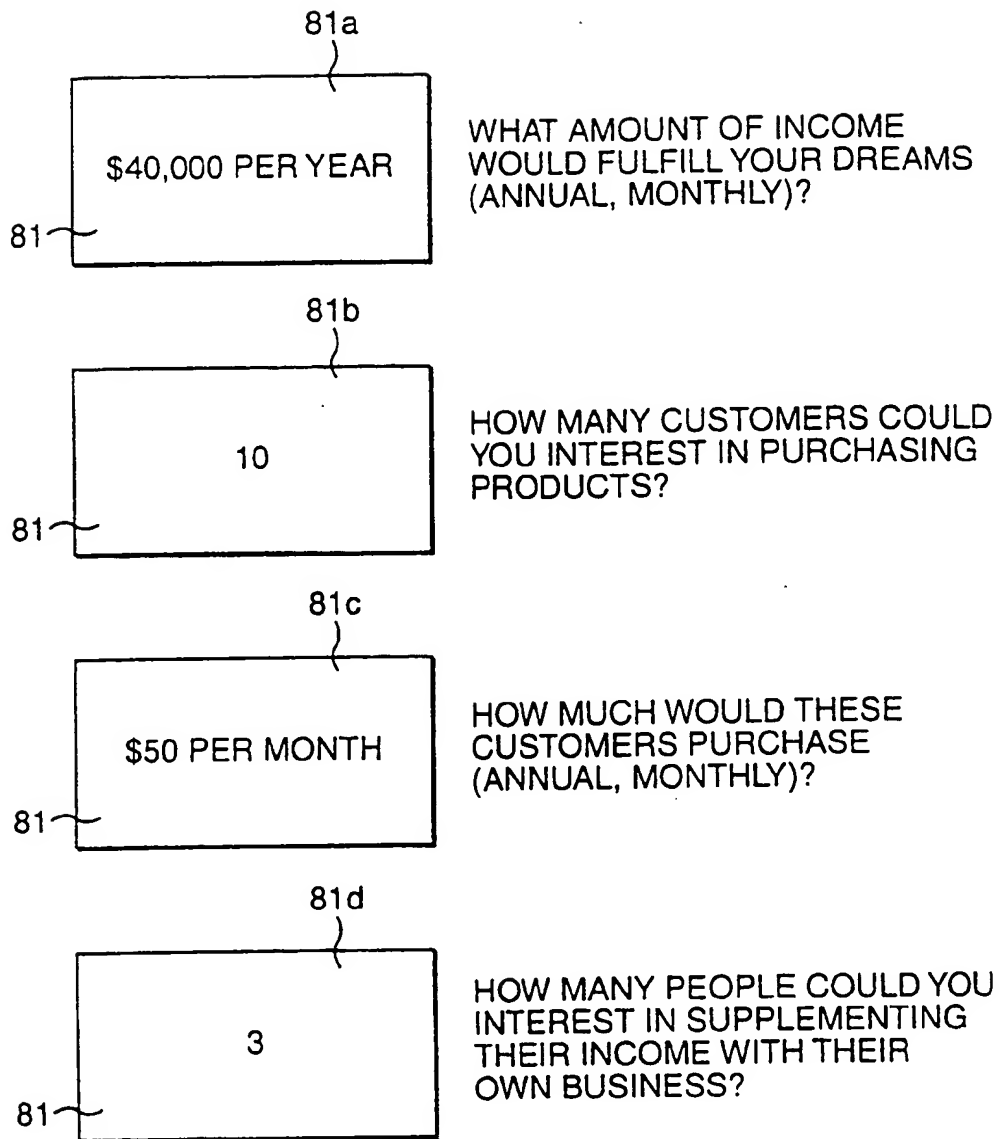 81a
$40,000 PER YEAR
81
WHAT AMOUNT OF INCOME
WOULD FULFILL YOUR DREAMS
(ANNUAL, MONTHLY)?
81b
10
81
HOW MANY CUSTOMERS COULD
YOU INTEREST IN PURCHASING
PRODUCTS?
81c
$50 PER MONTH
81
HOW MUCH WOULD THESE
CUSTOMERS PURCHASE
(ANNUAL, MONTHLY)?
81d
3
81
HOW MANY PEOPLE COULD YOU
INTEREST IN SUPPLEMENTING
THEIR INCOME WITH THEIR
OWN BUSINESS?